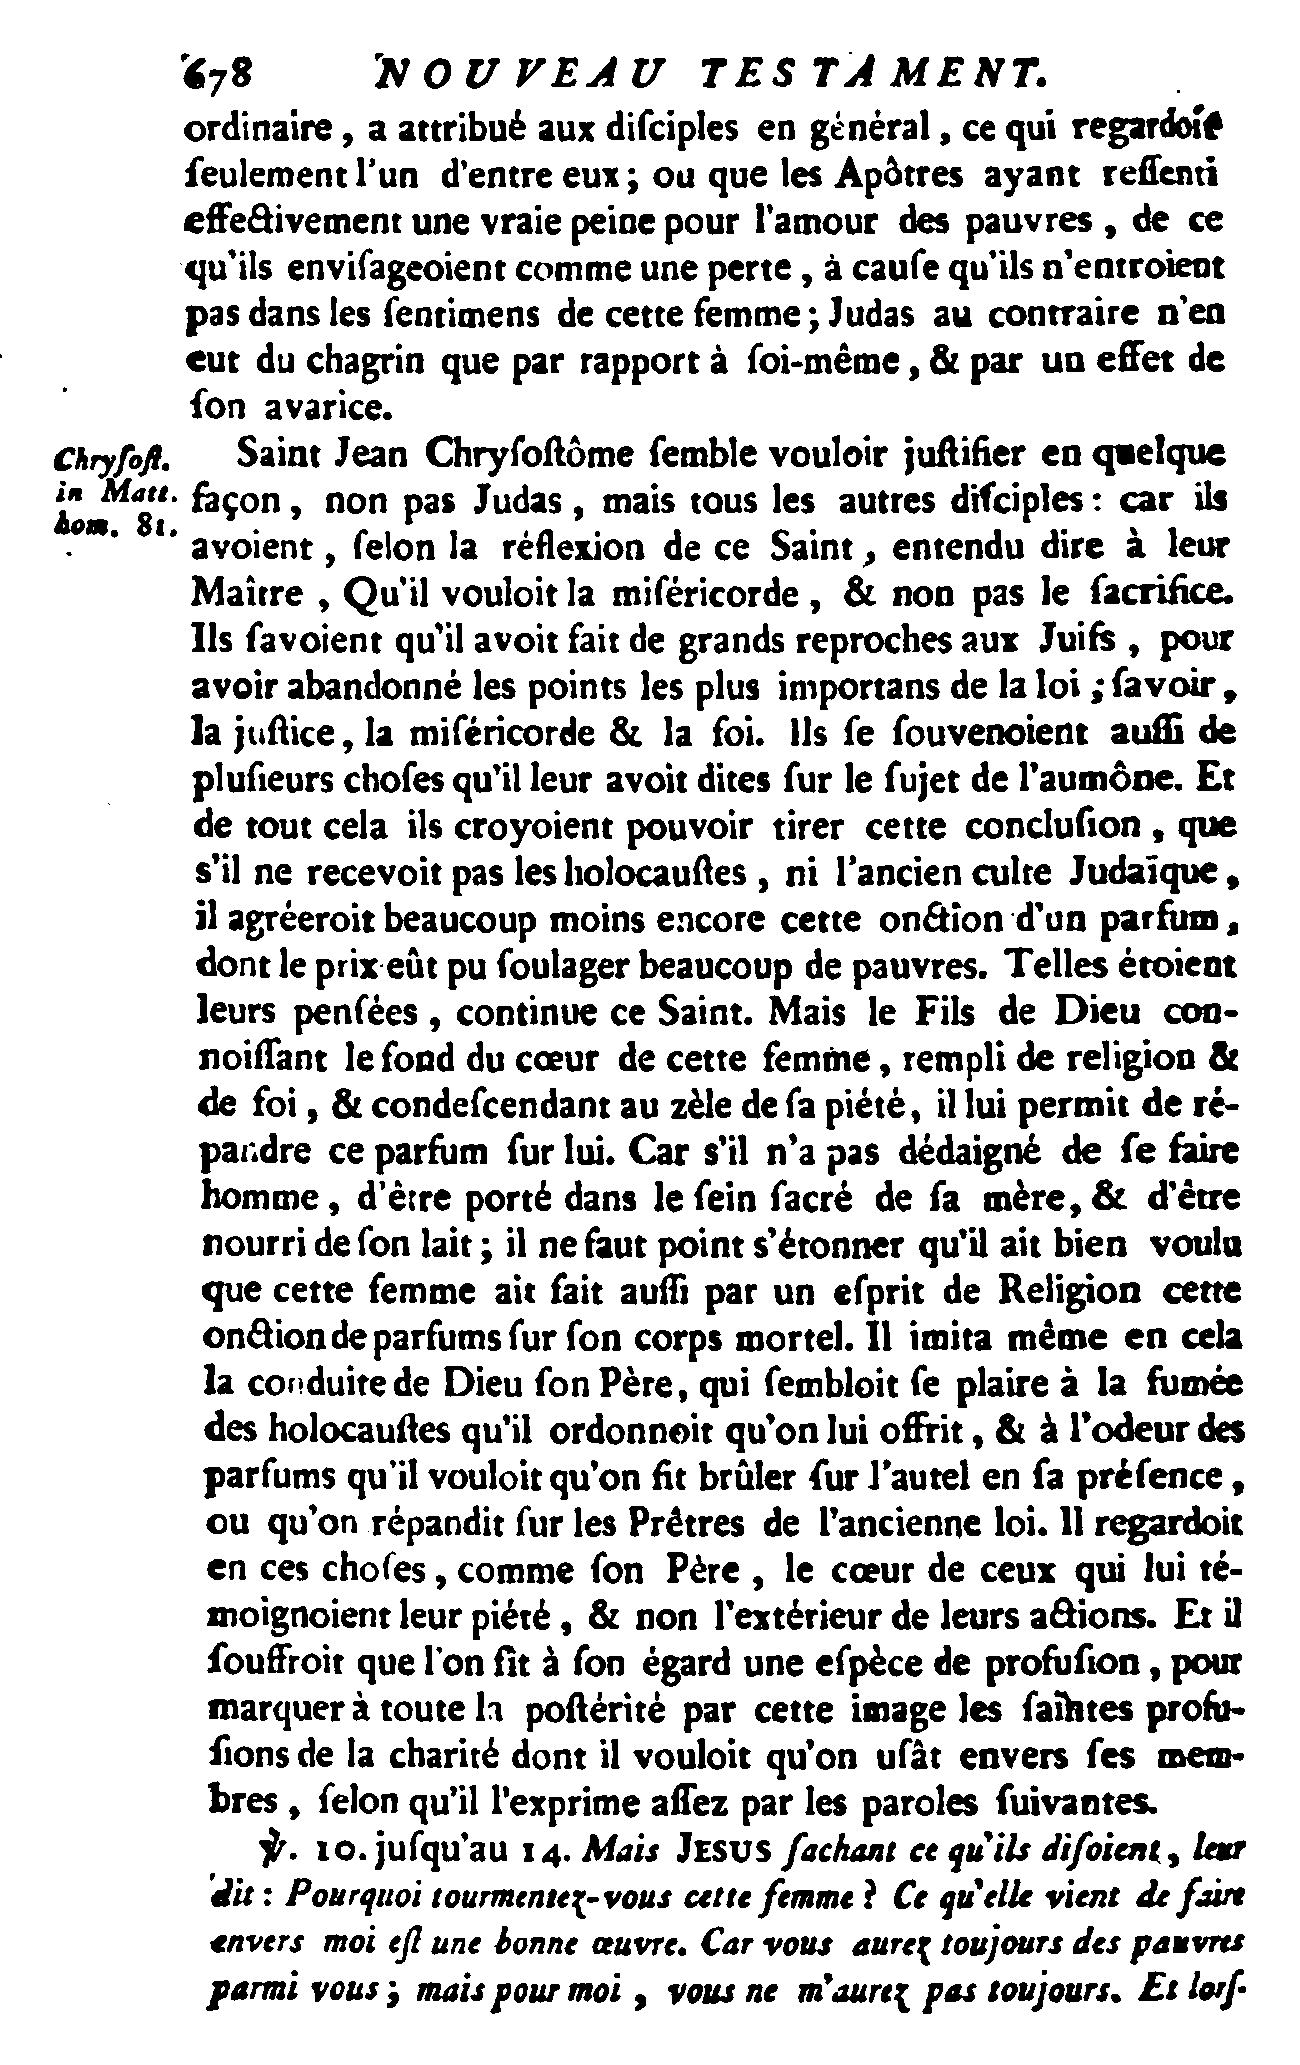 678 NOUVEAU TESTAMENT.
ordinaire, a attribué aux diſciples en général, ce qui regardoit
ſeulement l'un d'entre eux; ou que les Apôtres ayant reſſenti
effectivement une vraie peine pour l'amour des pauvres, de ce
qu'ils enviſageoient comme une perte, à cauſe qu'ils n'entroient
pas dans les ſentimens de cette femme; Judas au contraire n'en
eut du chagrin que par rapport à ſoi-même, & par un effet de
ſon avarice.
Chryſoſt.
in Matt.
hom. 81.
Saint Jean Chryſoſtôme ſemble vouloir juſtifier en quelque
façon, non pas Judas, mais tous les autres diſciples: car ils
avoient, ſelon la réflexion de ce Saint, entendu dire à leur
Maître, Qu'il vouloit la miſéricorde, & non pas le ſacrifice.
Ils ſavoient qu'il avoit fait de grands reproches aux Juifs, pour
avoir abandonné les points les plus importans de la loi; ſavoir,
la juſtice, la miſéricorde & la foi. Ils ſe ſouvenoient auſſi de
pluſieurs choſes qu'il leur avoit dites ſur le ſujet de l'aumône. Et
de tout cela ils croyoient pouvoir tirer cette concluſion, que
s'il ne recevoit pas les holocauſtes, ni l'ancien culte Judaïque,
il agréeroit beaucoup moins encore cette onction d'un parfum,
dont le prix eût pu ſoulager beaucoup de pauvres. Telles étoient
leurs penſées, continue ce Saint. Mais le Fils de Dieu con-
noiſſant le fond du cœur de cette femme, rempli de religion &
de foi, & condeſcendant au zèle de ſa piété, il lui permit de ré-
pandre ce parfum ſur lui. Car s'il n'a pas dédaigné de ſe faire
homme, d'être porté dans le ſein ſacré de ſa mère, & d'être
nourri de ſon lait; il ne faut point s'étonner qu'il ait bien voulu
que cette femme ait fait auſſi par un eſprit de Religion cette
onction de parfums ſur ſon corps mortel. Il imita même en cela
la conduite de Dieu ſon Père, qui ſembloit ſe plaire à la fumée
des holocauſtes qu'il ordonnoit qu'on lui offrit, & à l'odeur des
parfums qu'il vouloit qu'on fit brûler ſur l'autel en ſa préſence,
ou qu'on répandit ſur les Prêtres de l'ancienne loi. Il regardoit
en ces choſes, comme ſon Père, le cœur de ceux qui lui té-
moignoient leur piété, & non l'extérieur de leurs actions. Et il
ſouffroit que l'on fît à ſon égard une eſpèce de profuſion, pour
marquer à toute la poſtérité par cette image les ſaintes profu-
ſions de la charité dont il vouloit qu'on uſât envers ſes mem-
bres, ſelon qu'il l'exprime aſſez par les paroles ſuivantes.
℣. 10. juſqu'au 14. Mais JESUS ſachant ce qu'ils diſoient, leur
dit: Pourquoi tourmentez-vous cette femme? Ce qu'elle vient de faire
envers moi eſt une bonne œuvre. Car vous aurez toujours des pauvres
parmi vous; mais pour moi, vous ne m'aurez pas toujours. Et lorſ-